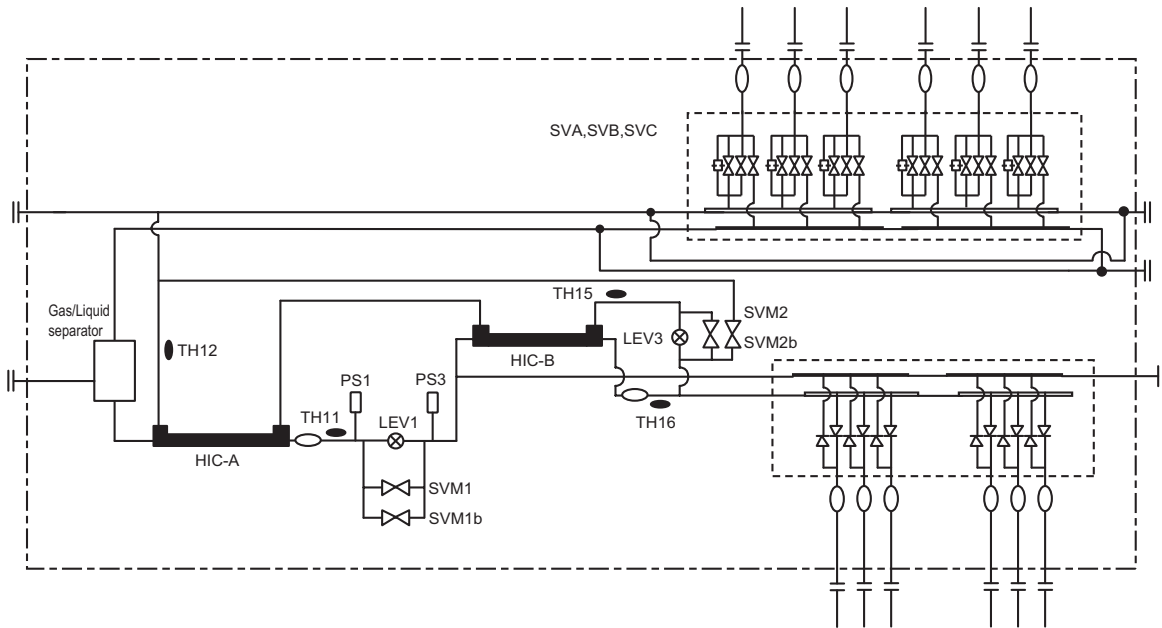 SVA,SVB,SVC
TH15
SVM2
Gas/Liquid
separator
LEV3
SVM2b
TH12
HIC-B
PS1
PS3
TH11
LEV1
TH16
HIC-A
SVM1
SVM1b